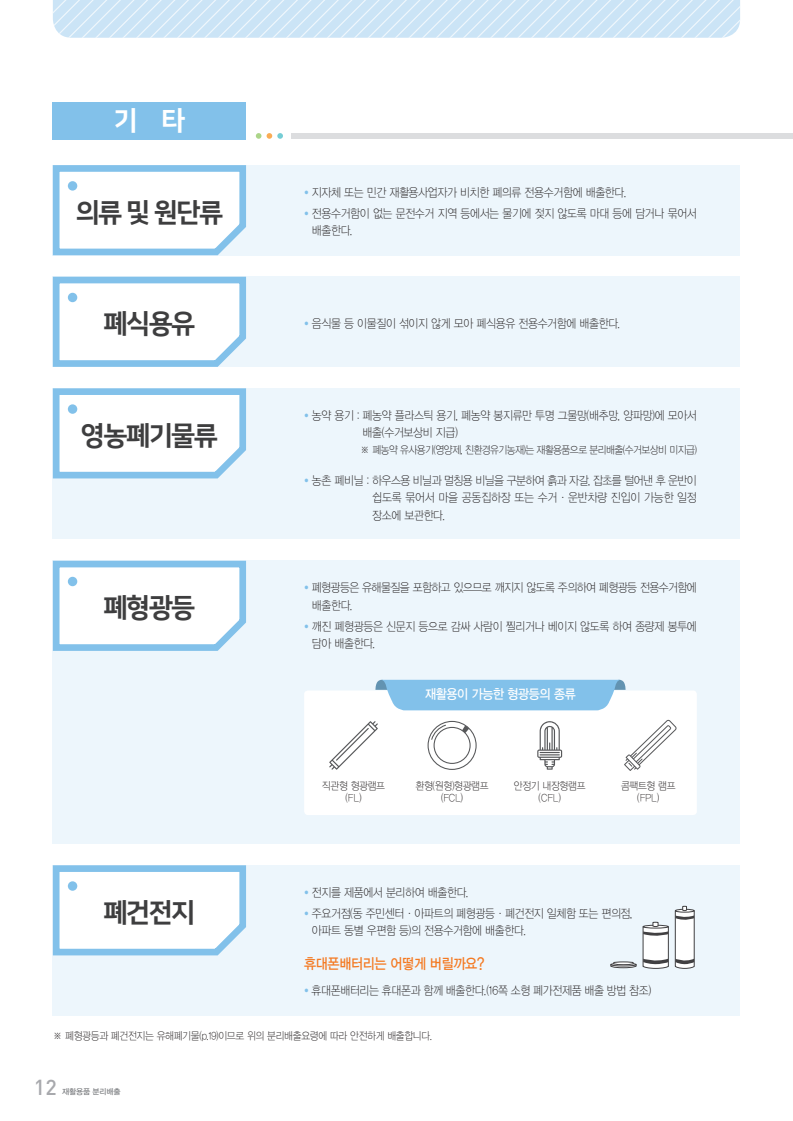 기 타
의류 및 원단류
• 지자체 또는 민간 재활용사업자가 비치한 폐의류 전용수거함에 배출한다.
• 전용수거함이 없는 문전수거 지역 등에서는 물기에 젖지 않도록 마대 등에 담거나 묶어서
배출한다.
폐식용유
• 음식물 등 이물질이 섞이지 않게 모아 폐식용유 전용수거함에 배출한다.
영농폐기물류
• 농약 용기 : 폐농약 플라스틱 용기, 폐농약 봉지류만 투명 그물망(배추망, 양파망)에 모아서
배출(수거보상비 지급)
※ 폐농약 유사용기(영양제, 친환경유기농재)는 재활용품으로 분리배출(수거보상비 미지급)
• 농촌 폐비닐 : 하우스용 비닐과 멀칭용 비닐을 구분하여 흙과 자갈, 잡초를 털어낸 후 운반이
쉽도록 묶어서 마을 공동집하장 또는 수거 · 운반차량 진입이 가능한 일정
장소에 보관한다.
폐형광등
• 폐형광등은 유해물질을 포함하고 있으므로 깨지지 않도록 주의하여 폐형광등 전용수거함에
배출한다.
• 깨진 폐형광등은 신문지 등으로 감싸 사람이 찔리거나 베이지 않도록 하여 종량제 봉투에
담아 배출한다.
재활용이 가능한 형광등의 종류
직관형 형광램프 환형(원형)형광램프 안정기 내장형램프 콤팩트형 램프
(FL) (FCL) (CFL) (FPL)
폐건전지
• 전지를 제품에서 분리하여 배출한다.
• 주요거점(동 주민센터 · 아파트의 폐형광등 · 폐건전지 일체함 또는 편의점,
아파트 동별 우편함 등)의 전용수거함에 배출한다.
휴대폰배터리는 어떻게 버릴까요?
• 휴대폰배터리는 휴대폰과 함께 배출한다.(16쪽 소형 폐가전제품 배출 방법 참조)
※ 폐형광등과 폐건전지는 유해폐기물(p.19)이므로 위의 분리배출요령에 따라 안전하게 배출합니다.
12 재활용품 분리배출